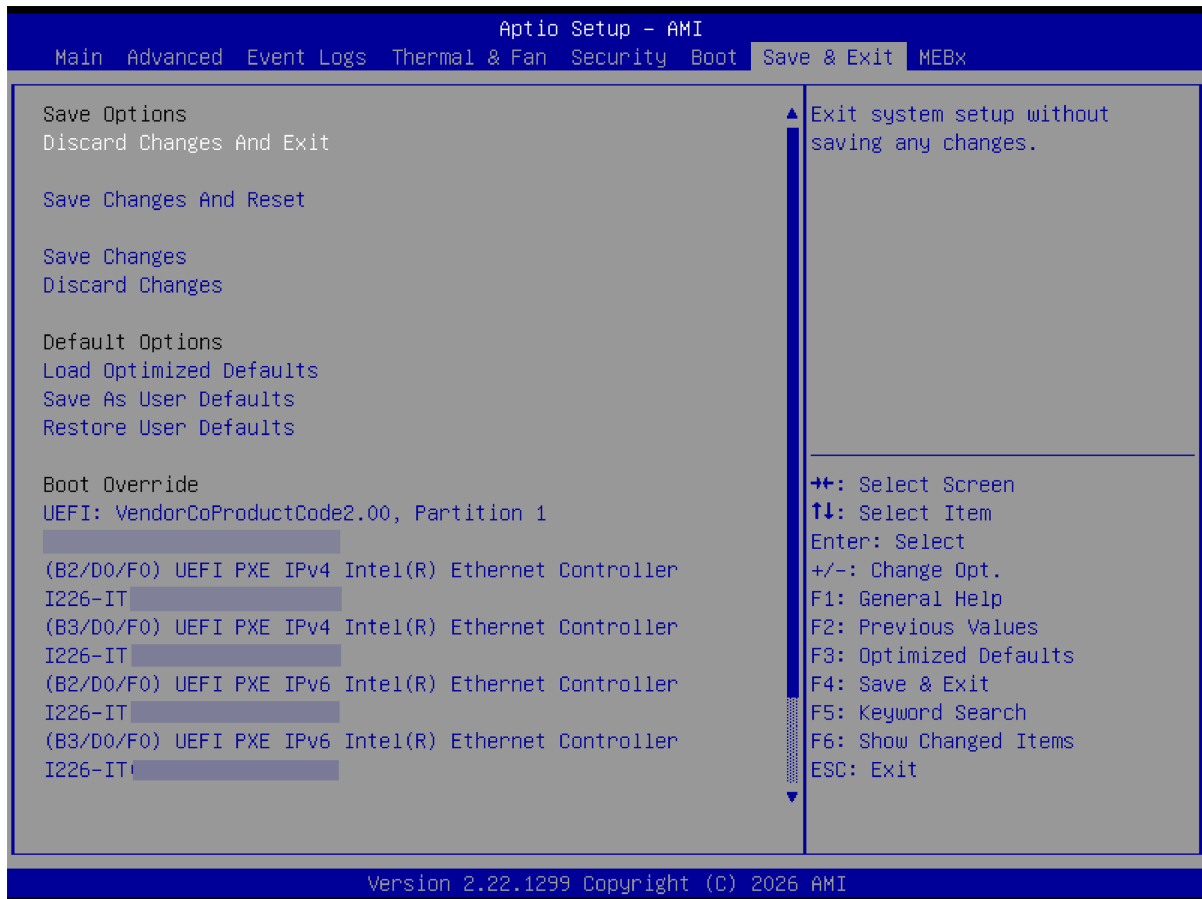 Aptio Setup – AMI
Main Advanced Event Logs Thermal & Fan Security Boot Save & Exit MEBx
Save Options
Discard Changes And Exit
Save Changes And Reset
Save Changes
Discard Changes
Default Options
Load Optimized Defaults
Save As User Defaults
Restore User Defaults
Boot Override
UEFI: VendorCoProductCode2.00, Partition 1
(B2/D0/F0) UEFI PXE IPv4 Intel(R) Ethernet Controller
I226-IT
(B3/D0/F0) UEFI PXE IPv4 Intel(R) Ethernet Controller
I226-IT
(B2/D0/F0) UEFI PXE IPv6 Intel(R) Ethernet Controller
I226-IT
(B3/D0/F0) UEFI PXE IPv6 Intel(R) Ethernet Controller
I226-IT
Exit system setup without
saving any changes.
→←: Select Screen
↑↓: Select Item
Enter: Select
+/-: Change Opt.
F1: General Help
F2: Previous Values
F3: Optimized Defaults
F4: Save & Exit
F5: Keyword Search
F6: Show Changed Items
ESC: Exit
Version 2.22.1299 Copyright (C) 2026 AMI